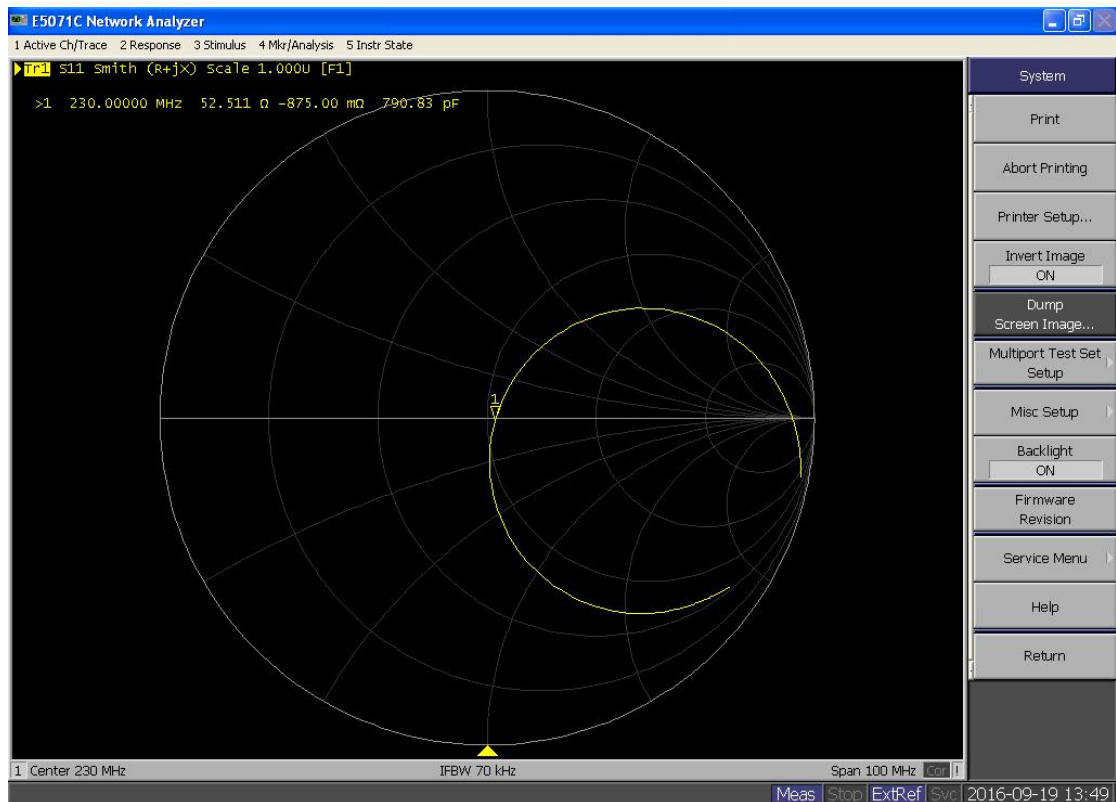 E5071C Network Analyzer
1 Active Ch/Trace 2 Response 3 Stimulus 4 Mkr/Analysis 5 Instr State
Tr1 S11 Smith (R+jX) Scale 1.000U [F1]
>1 230.00000 MHz 52.511 Ω -875.00 mΩ 790.83 pF
1
1 Center 230 MHz IFBW 70 kHz Span 100 MHz Cor !
System
Print
Abort Printing
Printer Setup...
Invert Image
ON
Dump
Screen Image...
Multiport Test Set
Setup
Misc Setup
Backlight
ON
Firmware
Revision
Service Menu
Help
Return
Meas Stop ExtRef Svc 2016-09-19 13:49